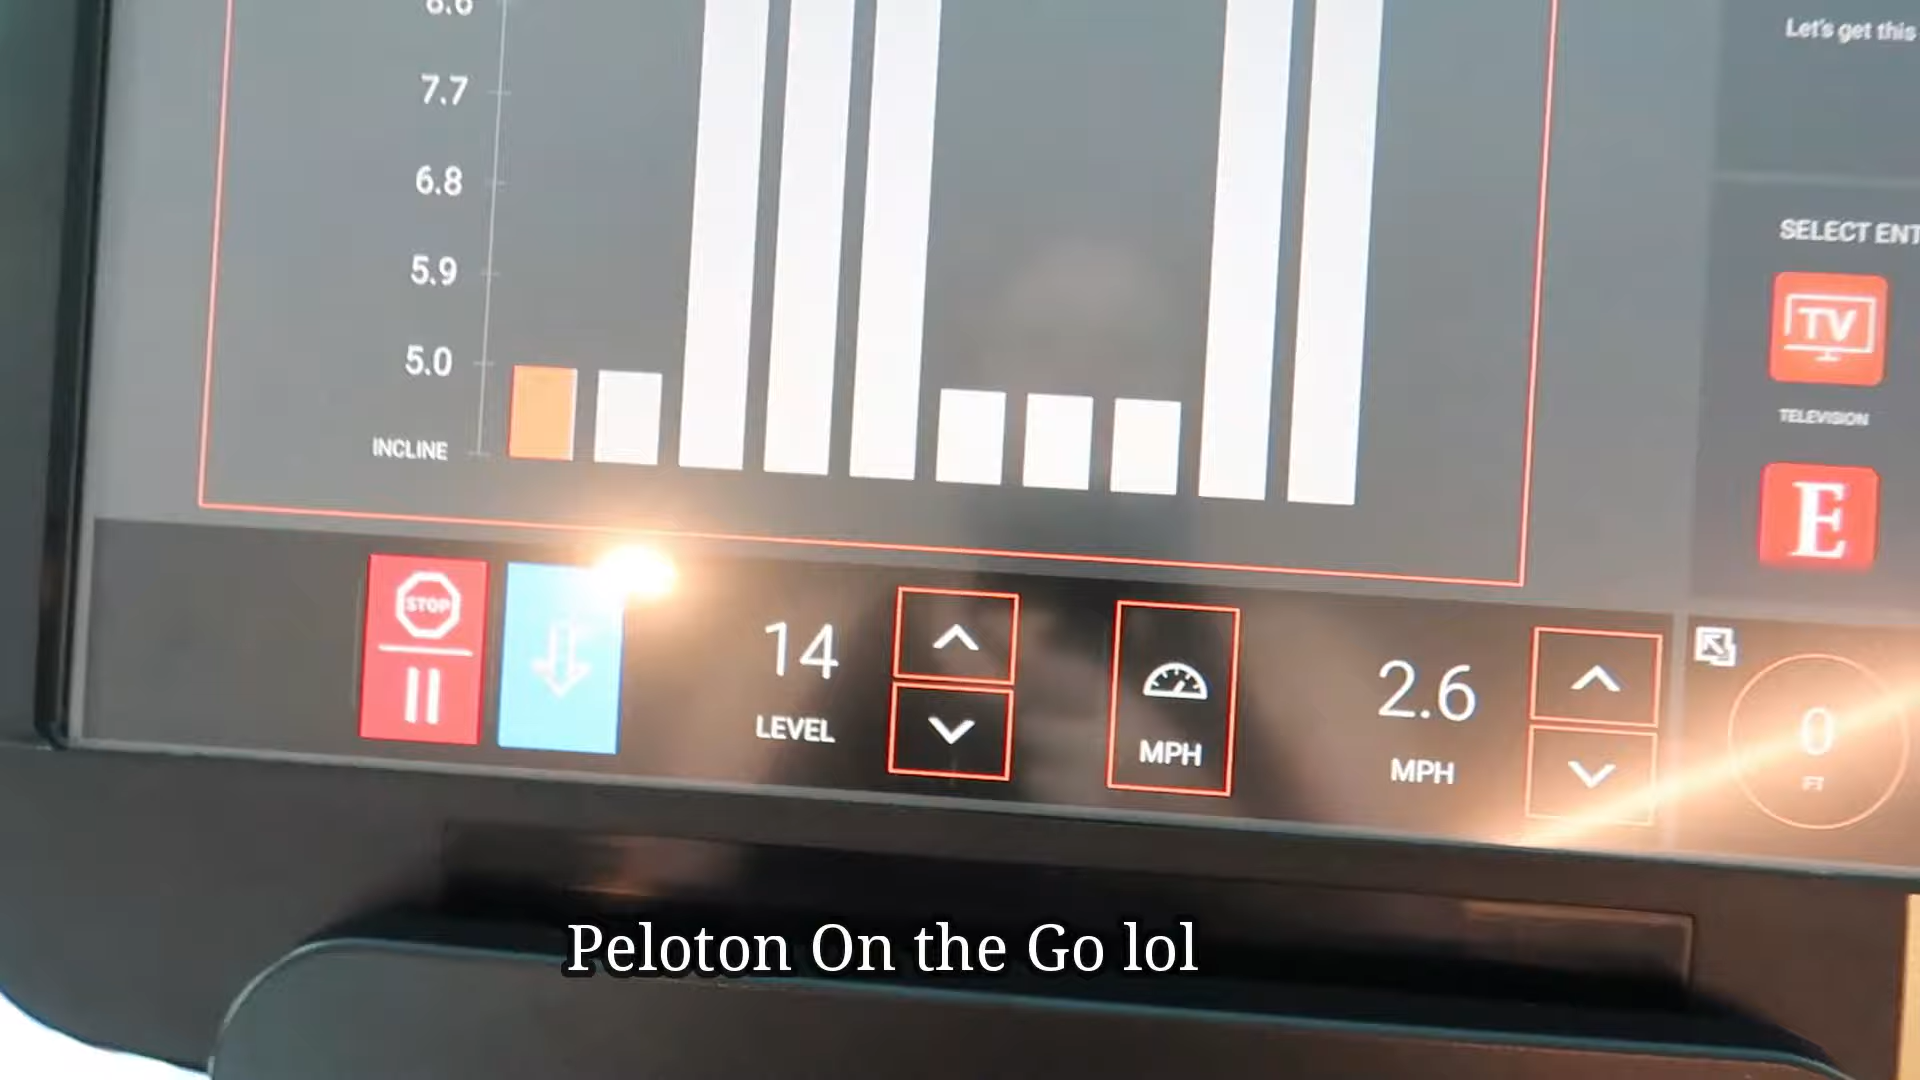 8.6
Let's get this
7.7
6.8
SELECT ENT
5.9
TV
5.0
TELEVISION
INCLINE
E
STOP
14
LEVEL
MPH
2.6
MPH
0
FT
Peloton On the Go lol